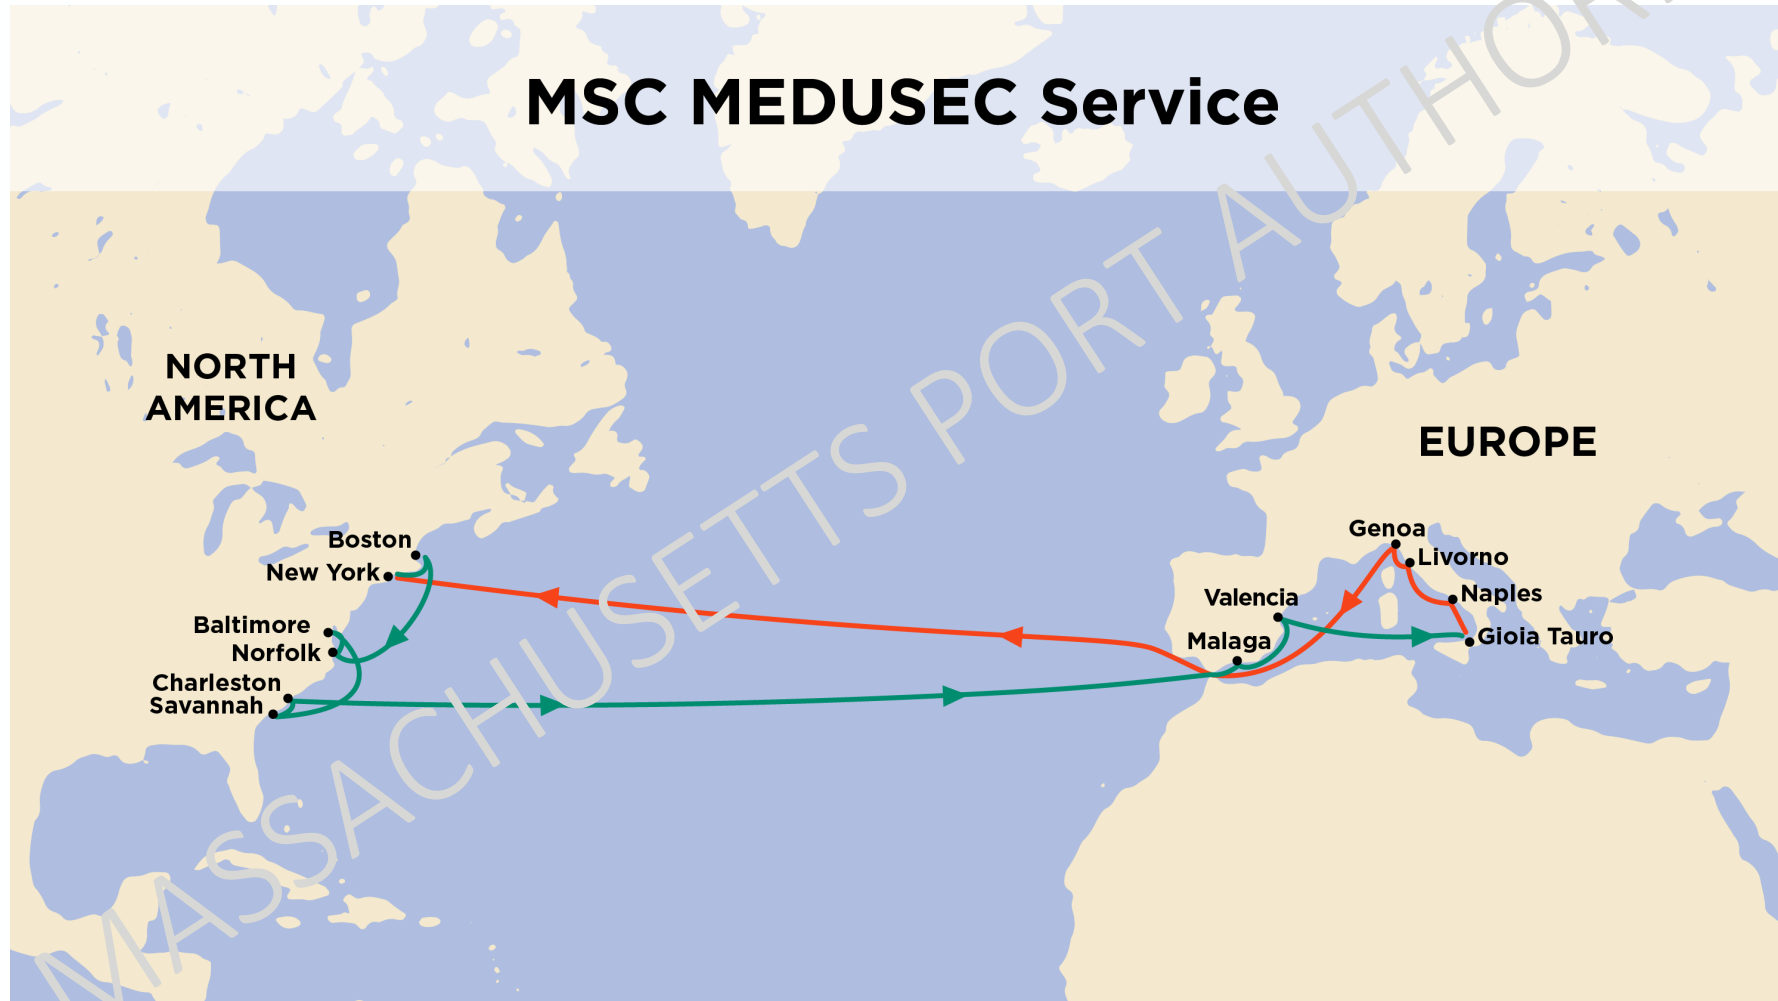 MSC MEDUSEC Service
NORTH
AMERICA
EUROPE
Boston
New York
Baltimore
Norfolk
Charleston
Savannah
Genoa
Livorno
Naples
Gioia Tauro
Valencia
Malaga
MASSACHUSETTS PORT AUTHOR